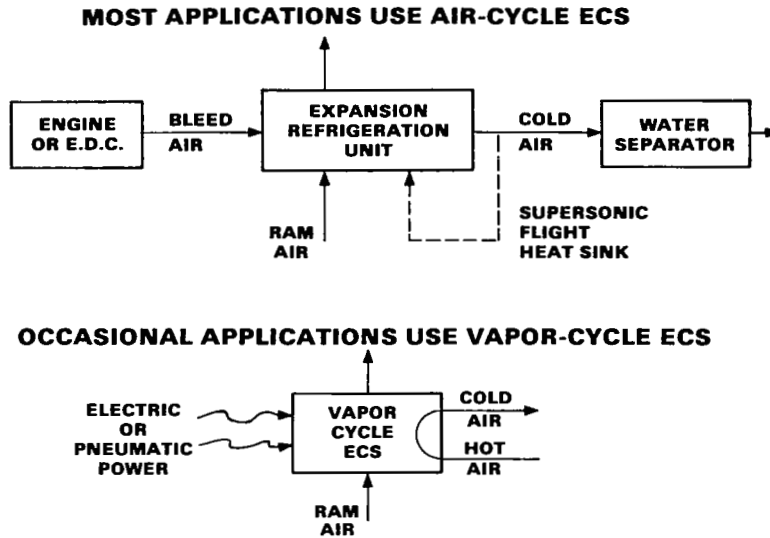 MOST APPLICATIONS USE AIR-CYCLE ECS
ENGINE
OR E.D.C.
BLEED
AIR
EXPANSION
REFRIGERATION
UNIT
COLD
AIR
WATER
SEPARATOR
RAM
AIR
SUPERSONIC
FLIGHT
HEAT SINK
OCCASIONAL APPLICATIONS USE VAPOR-CYCLE ECS
ELECTRIC
OR
PNEUMATIC
POWER
VAPOR
CYCLE
ECS
COLD
AIR
HOT
AIR
RAM
AIR